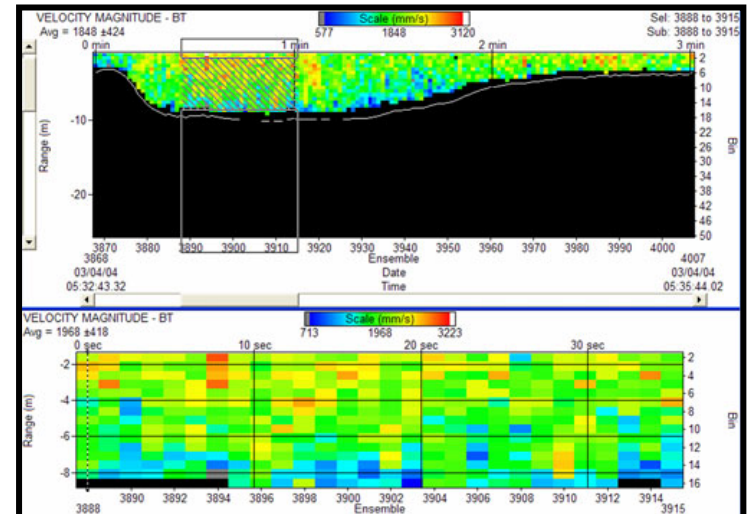 VELOCITY MAGNITUDE - BT Scale (mm/s) Sel: 3888 to 3915
Avg = 1848 ±424 577 1848 3120 Sub: 3888 to 3915
0 min 1 min 2 min 3 min
Range (m)
-10
-20
Bin
2
6
10
14
18
22
26
30
34
38
42
46
50
3870 3880 3890 3900 3910 3920 3930 3940 3950 3960 3970 3980 3990 4000
3868 Ensemble 4007
03/04/04 Date 03/04/04
05:32:43.32 Time 05:35:44.02
VELOCITY MAGNITUDE - BT Scale (mm/s)
Avg = 1968 ±418 713 1968 3223
0 sec 10 sec 20 sec 30 sec
Range (m)
-2
-4
-6
-8
Bin
2
4
6
8
10
12
14
16
3890 3892 3894 3896 3898 3900 3902 3904 3906 3908 3910 3912 3914
3888 Ensemble 3915